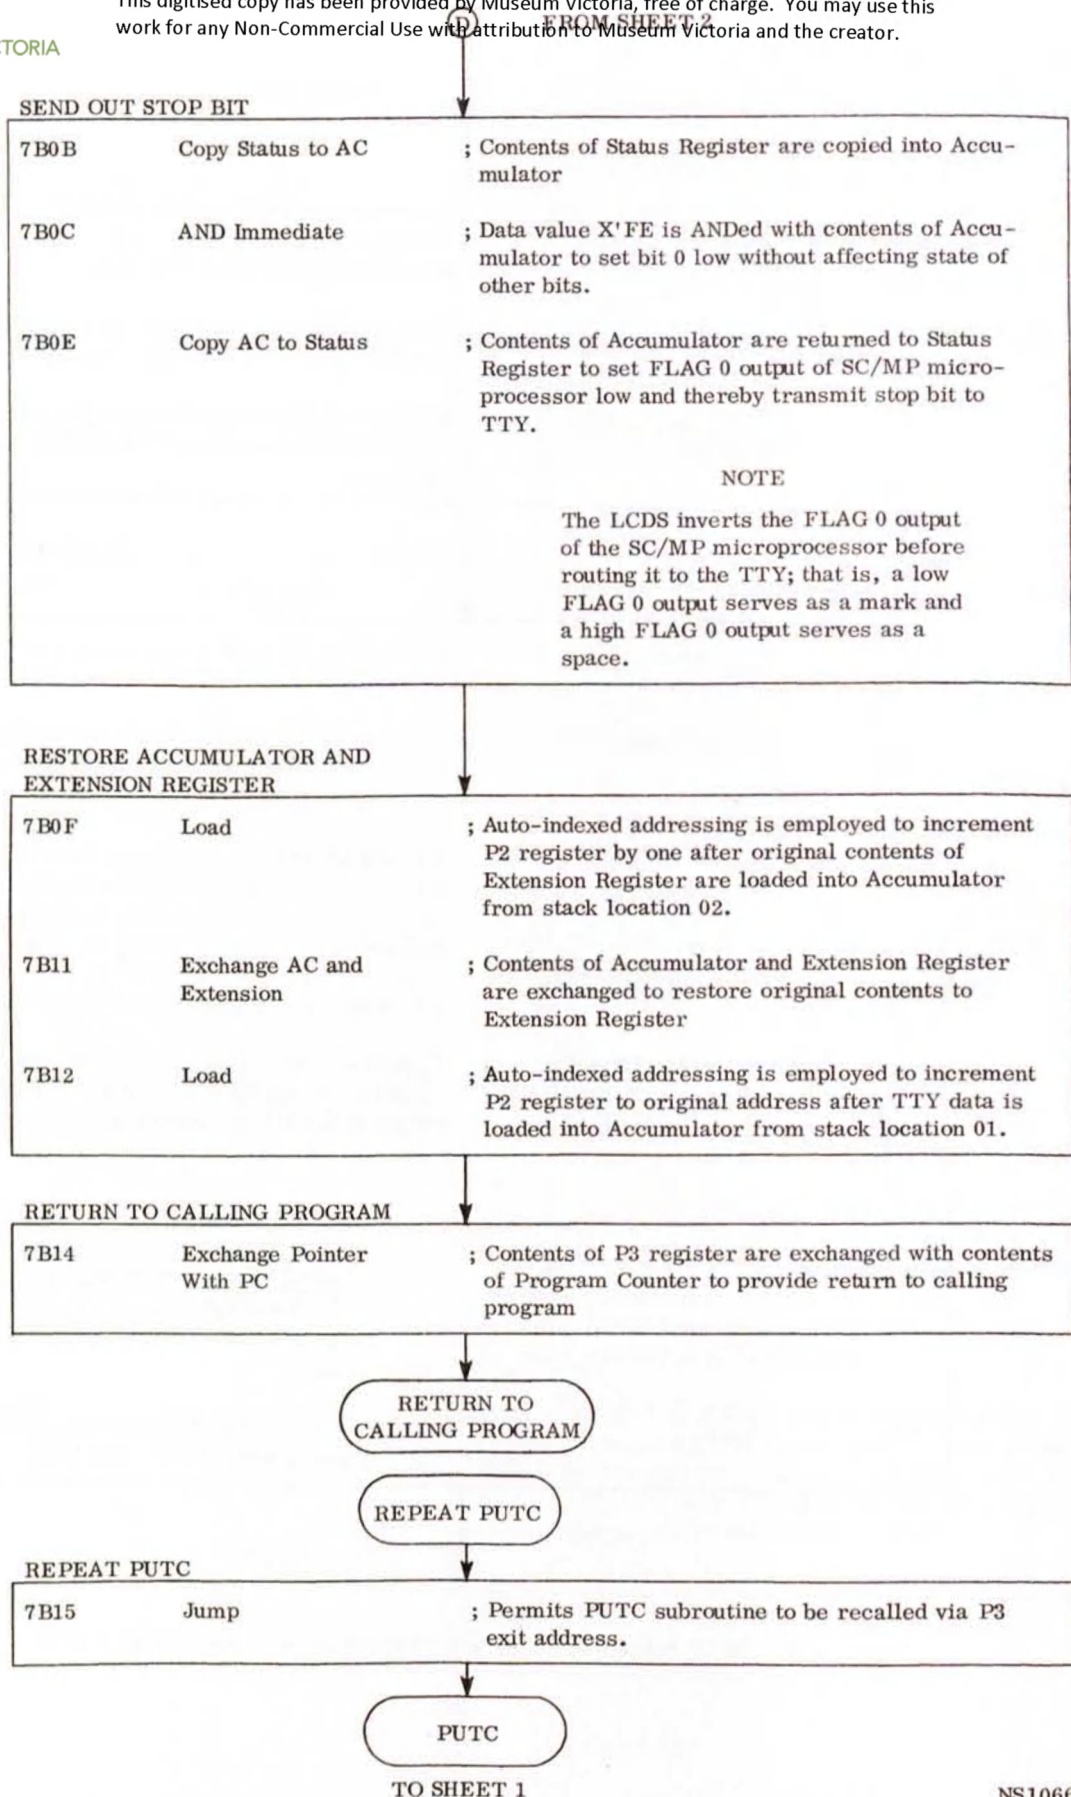 This digitised copy has been provided by Museum Victoria, free of charge. You may use this
work for any Non-Commercial Use with attribution to Museum Victoria and the creator.
D FROM SHEET 2
TORIA
SEND OUT STOP BIT
7B0B Copy Status to AC ; Contents of Status Register are copied into Accu-
mulator
7B0C AND Immediate ; Data value X'FE is ANDed with contents of Accu-
mulator to set bit 0 low without affecting state of
other bits.
7B0E Copy AC to Status ; Contents of Accumulator are returned to Status
Register to set FLAG 0 output of SC/MP micro-
processor low and thereby transmit stop bit to
TTY.
NOTE
The LCDS inverts the FLAG 0 output
of the SC/MP microprocessor before
routing it to the TTY; that is, a low
FLAG 0 output serves as a mark and
a high FLAG 0 output serves as a
space.
RESTORE ACCUMULATOR AND
EXTENSION REGISTER
7B0F Load ; Auto-indexed addressing is employed to increment
P2 register by one after original contents of
Extension Register are loaded into Accumulator
from stack location 02.
7B11 Exchange AC and ; Contents of Accumulator and Extension Register
Extension are exchanged to restore original contents to
Extension Register
7B12 Load ; Auto-indexed addressing is employed to increment
P2 register to original address after TTY data is
loaded into Accumulator from stack location 01.
RETURN TO CALLING PROGRAM
7B14 Exchange Pointer ; Contents of P3 register are exchanged with contents
With PC of Program Counter to provide return to calling
program
RETURN TO
CALLING PROGRAM
REPEAT PUTC
REPEAT PUTC
7B15 Jump ; Permits PUTC subroutine to be recalled via P3
exit address.
PUTC
TO SHEET 1
NS1066